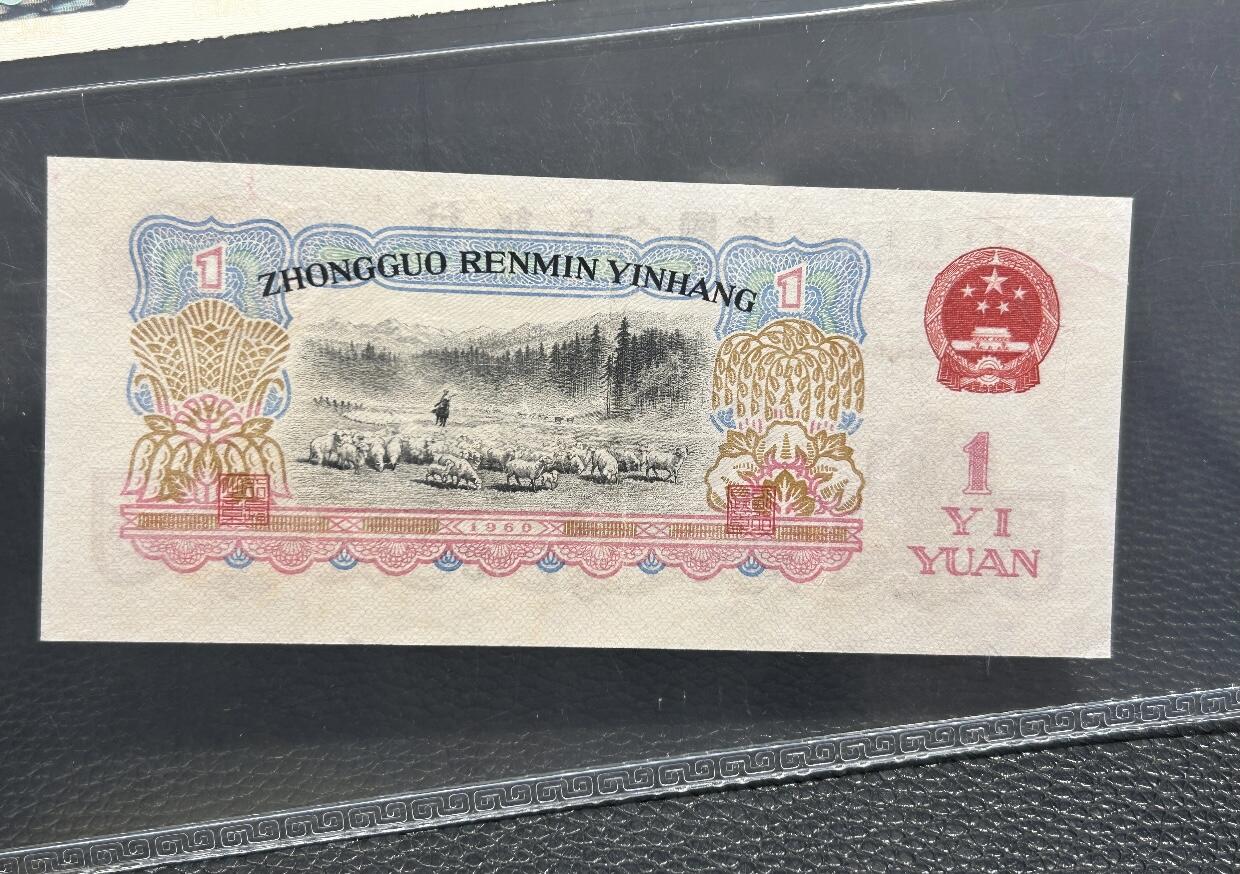 ZHONGGUO RENMIN YINHANG
1
1
1960
1
YI
YUAN